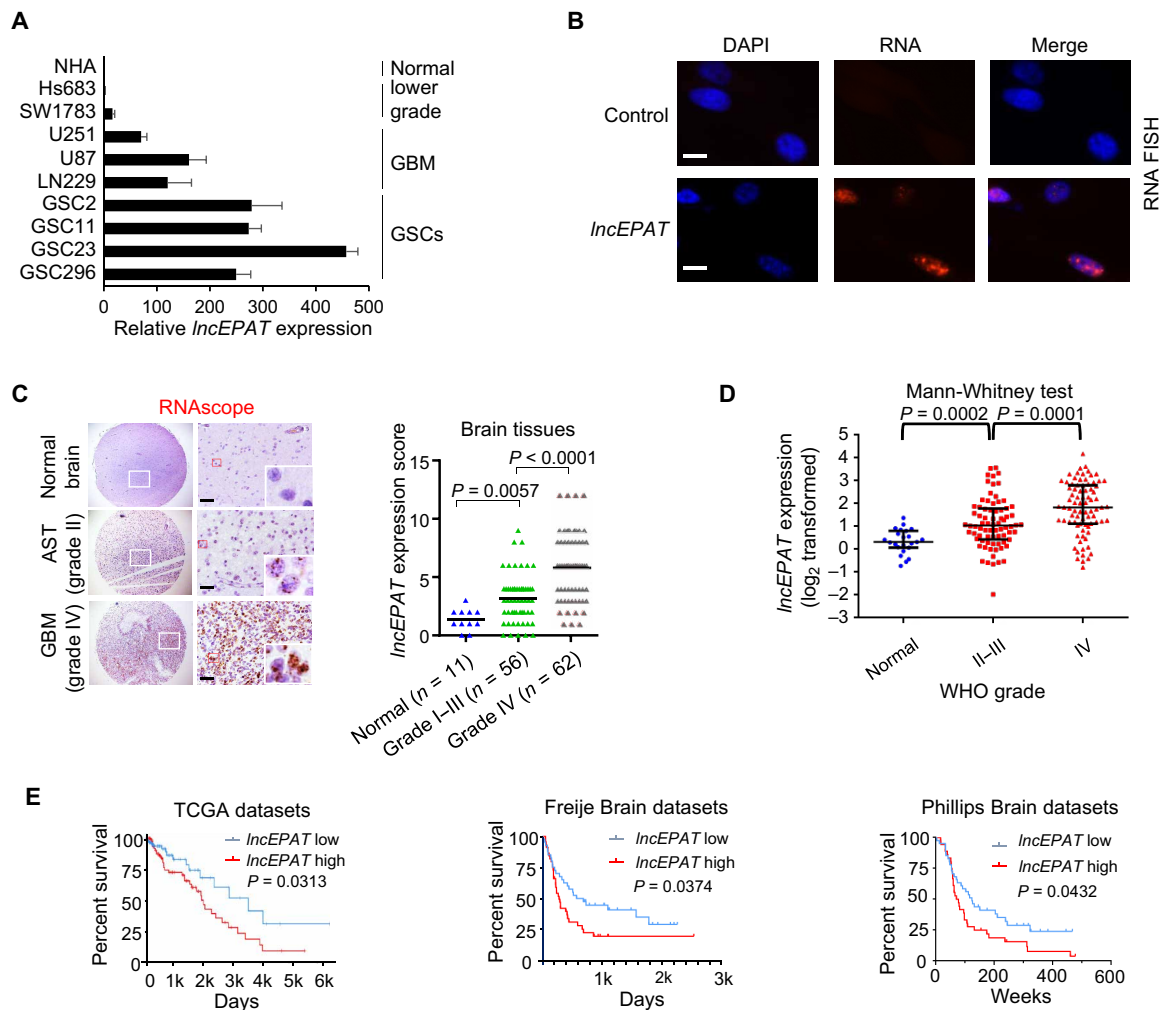 A
NHA
Hs683
SW1783
U251
U87
LN229
GSC2
GSC11
GSC23
GSC296
Normal
lower
grade
GBM
GSCs
0 100 200 300 400 500
Relative lncEPAT expression
B
DAPI RNA Merge
Control
lncEPAT
RNA FISH
C
RNAscope
Normal
brain
AST
(grade II)
GBM
(grade IV)
Brain tissues
P < 0.0001
P = 0.0057
lncEPAT expression score
15
10
5
0
Normal (n = 11)
Grade I–III (n = 56)
Grade IV (n = 62)
D
Mann-Whitney test
P = 0.0002 P = 0.0001
lncEPAT expression
(log2 transformed)
5
4
3
2
1
0
–1
–2
–3
Normal
II–III
IV
WHO grade
E
TCGA datasets
lncEPAT low
lncEPAT high
P = 0.0313
Percent survival
100
75
50
25
0
0 1k 2k 3k 4k 5k 6k
Days
Freije Brain datasets
lncEPAT low
lncEPAT high
P = 0.0374
Percent survival
100
75
50
25
0
1k 2k 3k
Days
Phillips Brain datasets
lncEPAT low
lncEPAT high
P = 0.0432
Percent survival
100
75
50
25
0
0 200 400 600
Weeks